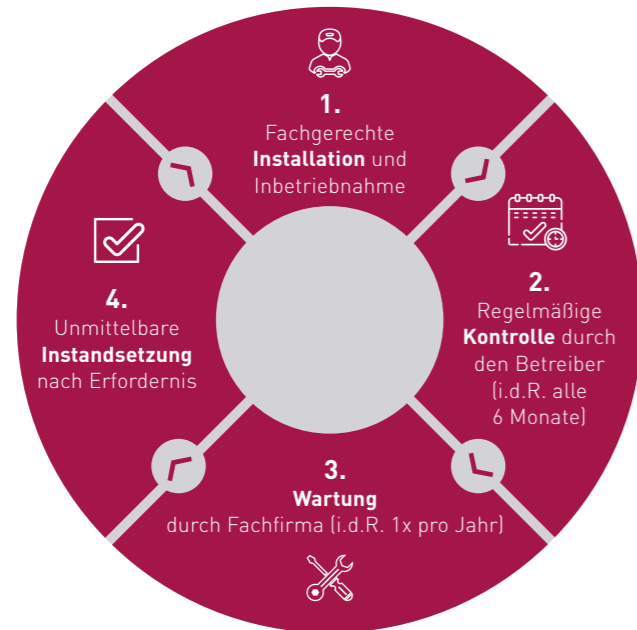 1.
Fachgerechte
Installation und
Inbetriebnahme
2.
Regelmäßige
Kontrolle durch
den Betreiber
(i.d.R. alle
6 Monate)
3.
Wartung
durch Fachfirma (i.d.R. 1x pro Jahr)
4.
Unmittelbare
Instandsetzung
nach Erfordernis